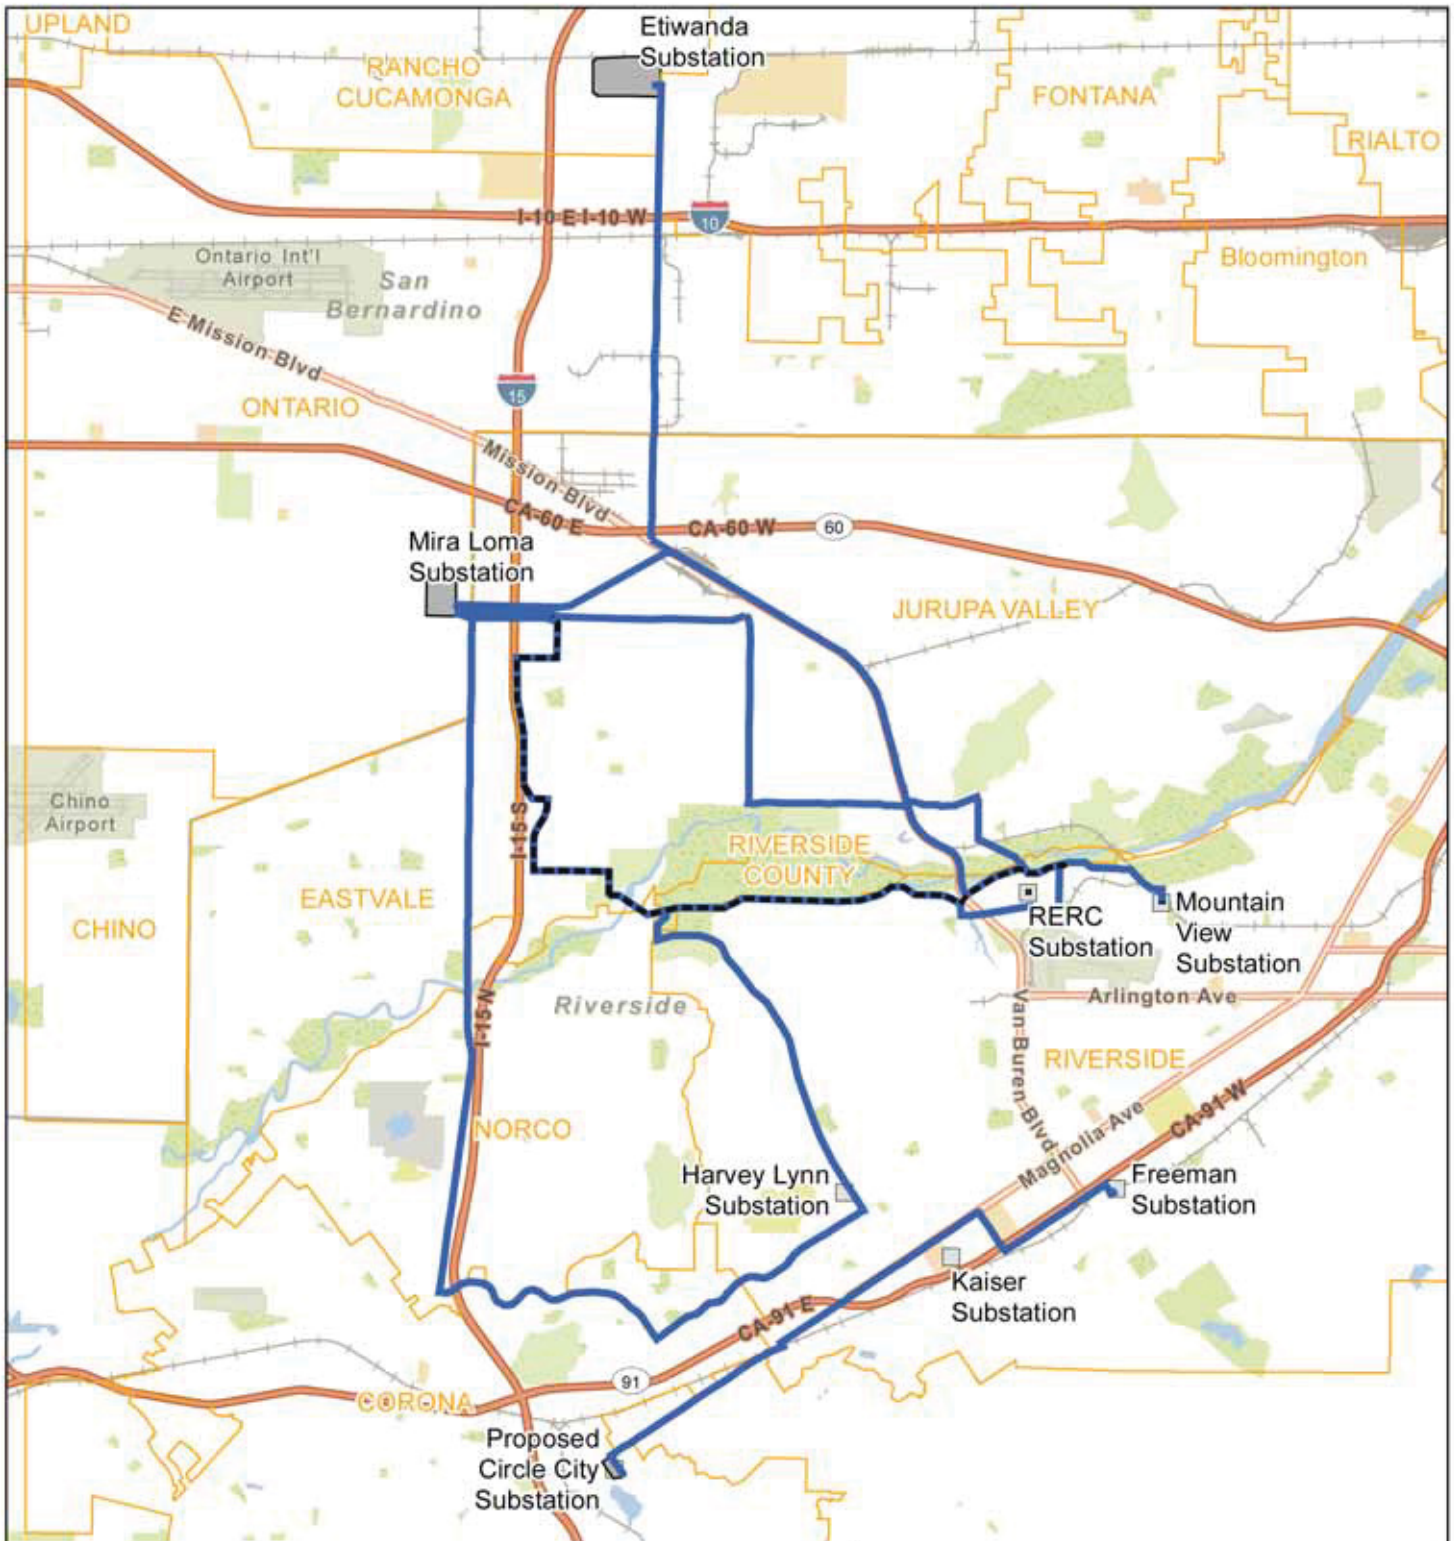 UPLAND
Etiwanda
Substation
RANCHO
CUCAMONGA
FONTANA
RIALTO
I-10 E I-10 W
10
Ontario Int'l
Airport
San
Bernardino
Bloomington
E Mission Blvd
15
ONTARIO
Mission Blvd
CA-60 E
CA-60 W
60
Mira Loma
Substation
JURUPA VALLEY
Chino
Airport
I-15 S
RIVERSIDE
COUNTY
EASTVALE
CHINO
RERC
Substation
Mountain
View
Substation
Riverside
I-15 N
Arlington Ave
Van Buren Blvd
RIVERSIDE
NORCO
Magnolia Ave
CA-91 W
Harvey Lynn
Substation
Freeman
Substation
Kaiser
Substation
CA-91 E
91
CORONA
Proposed
Circle City
Substation